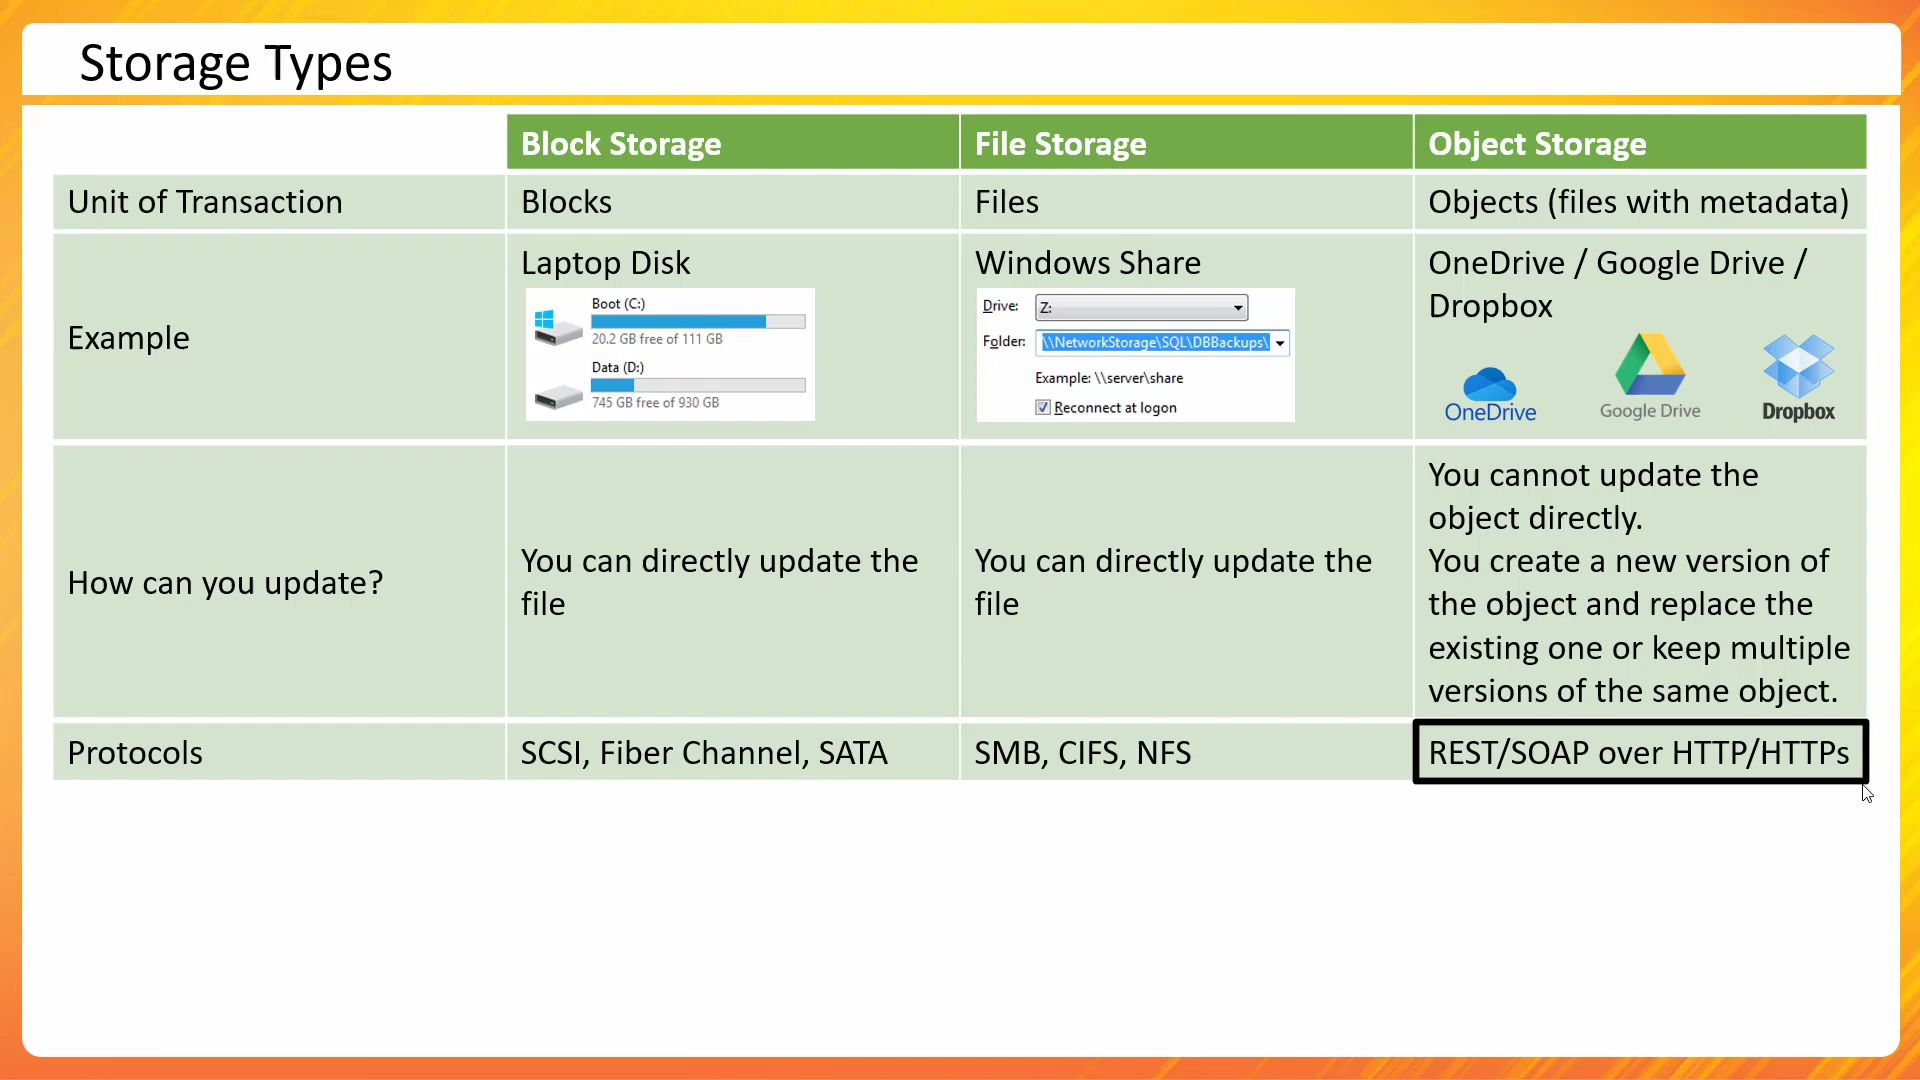 Storage Types
Block Storage
File Storage
Object Storage
Unit of Transaction
Blocks
Files
Objects (files with metadata)
Example
Laptop Disk
Boot (C:)
20.2 GB free of 111 GB
Data (D:)
745 GB free of 930 GB
Windows Share
Drive:
Z:
Folder:
\\NetworkStorage\SQL\DBBackups\
Example: \\server\share
Reconnect at logon
OneDrive / Google Drive /
Dropbox
OneDrive
Google Drive
Dropbox
How can you update?
You can directly update the
file
You can directly update the
file
You cannot update the
object directly.
You create a new version of
the object and replace the
existing one or keep multiple
versions of the same object.
Protocols
SCSI, Fiber Channel, SATA
SMB, CIFS, NFS
REST/SOAP over HTTP/HTTPs